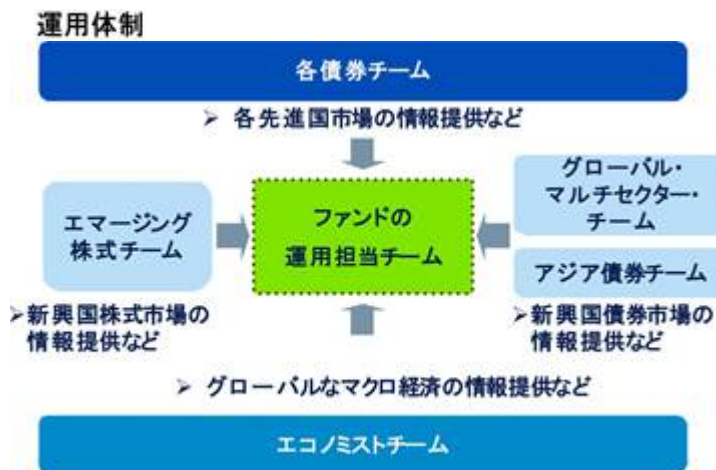 運用体制
各債券チーム
➢ 各先進国市場の情報提供など
エマージング
株式チーム
ファンドの
運用担当チーム
グローバル・
マルチセクター・
チーム
アジア債券チーム
➢新興国株式市場の
情報提供など
➢新興国債券市場の
情報提供など
➢ グローバルなマクロ経済の情報提供など
エコノミストチーム